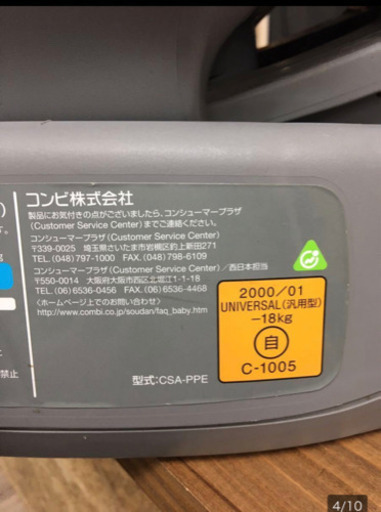 コンビ株式会社
製品にお気付きの点がございましたら、コンシューマープラザ
(Customer Service Center)までご連絡ください。
コンシューマープラザ(Customer Service Center)
〒339-0025 埼玉県さいたま市岩槻区釣上新田271
TEL.(048)797-1000 FAX.(048)798-6109
コンシューマープラザ(Customer Service Center)/西日本担当
〒550-0014 大阪府大阪市西区北堀江1-1-18
TEL.(06)6536-0456 FAX.(06)6536-4468
〈ホームページ上でのお問い合わせ〉
http://www.combi.co.jp/soudan/faq_baby.htm
型式:CSA-PPE
2000/01
UNIVERSAL(汎用型)
-18kg
自
C-1005
)
す。
g
と
禁止
4/10